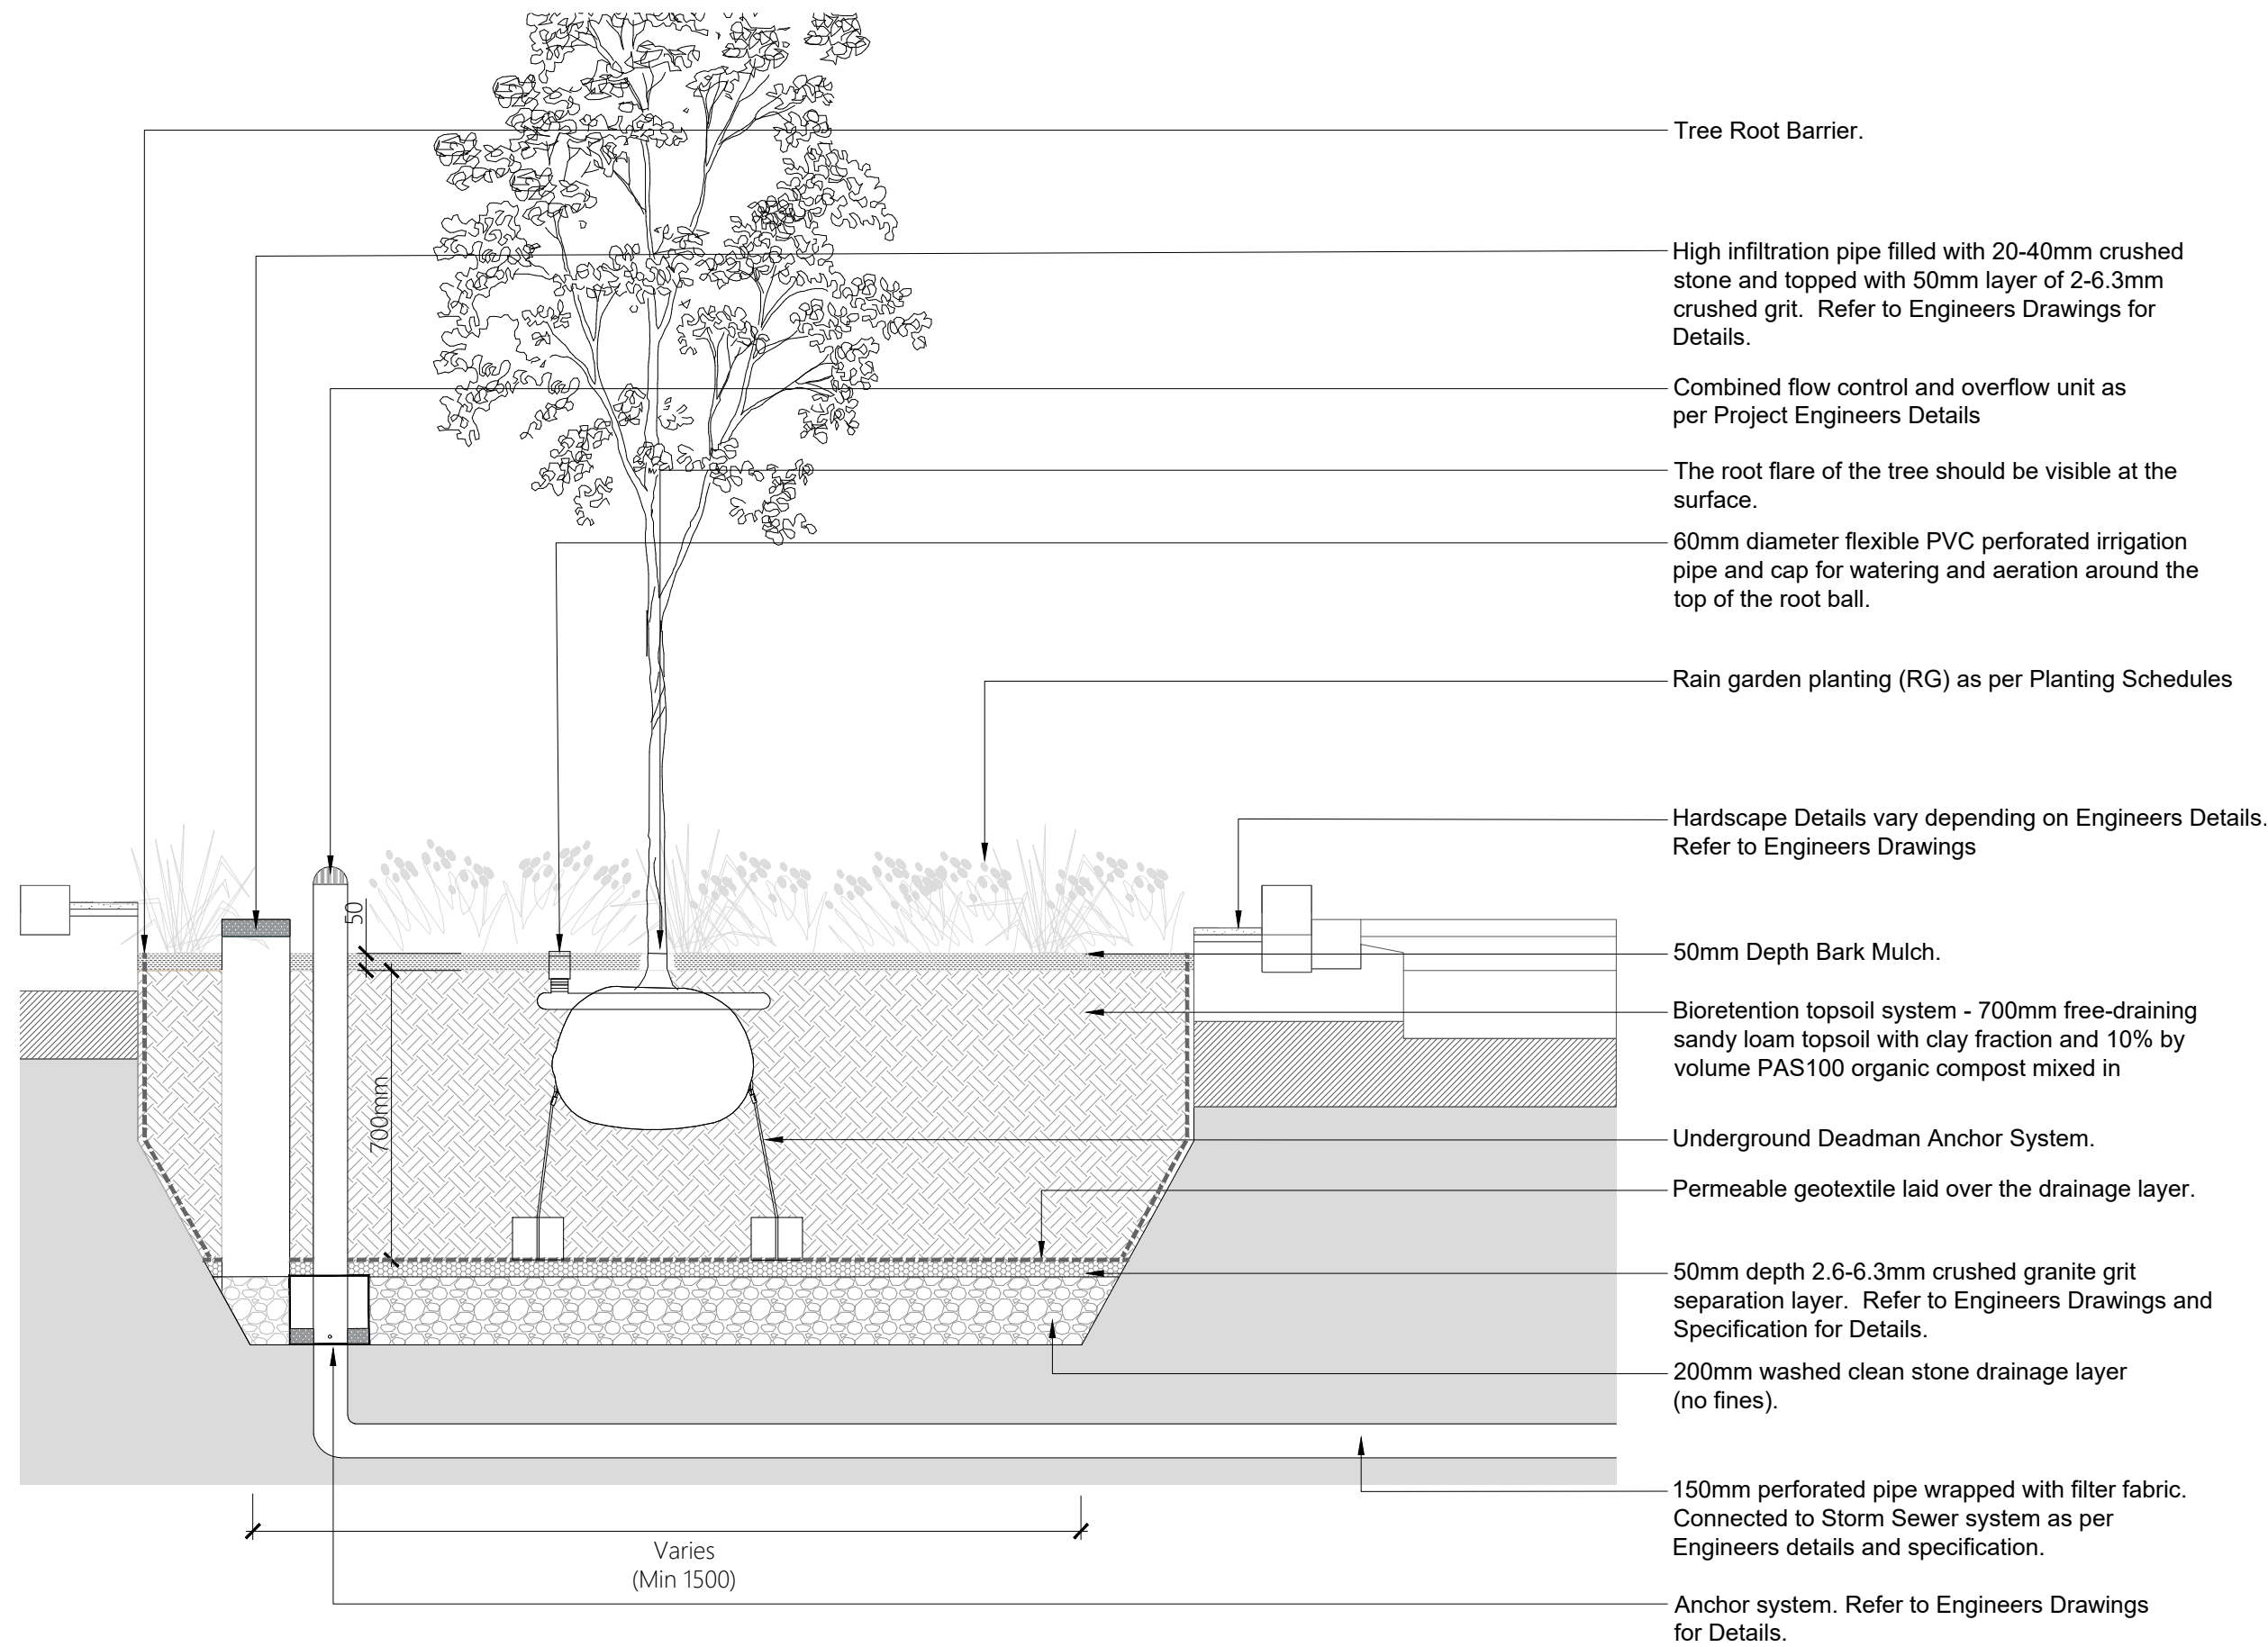 Tree Root Barrier.
High infiltration pipe filled with 20-40mm crushed
stone and topped with 50mm layer of 2-6.3mm
crushed grit.  Refer to Engineers Drawings for
Details.
Combined flow control and overflow unit as
per Project Engineers Details
The root flare of the tree should be visible at the
surface.
60mm diameter flexible PVC perforated irrigation
pipe and cap for watering and aeration around the
top of the root ball.
Rain garden planting (RG) as per Planting Schedules
Hardscape Details vary depending on Engineers Details.
Refer to Engineers Drawings
50
50mm Depth Bark Mulch.
Bioretention topsoil system - 700mm free-draining
sandy loam topsoil with clay fraction and 10% by
volume PAS100 organic compost mixed in
700mm
Underground Deadman Anchor System.
Permeable geotextile laid over the drainage layer.
50mm depth 2.6-6.3mm crushed granite grit
separation layer.  Refer to Engineers Drawings and
Specification for Details.
200mm washed clean stone drainage layer
(no fines).
150mm perforated pipe wrapped with filter fabric.
Connected to Storm Sewer system as per
Engineers details and specification.
Varies
(Min 1500)
Anchor system. Refer to Engineers Drawings
for Details.